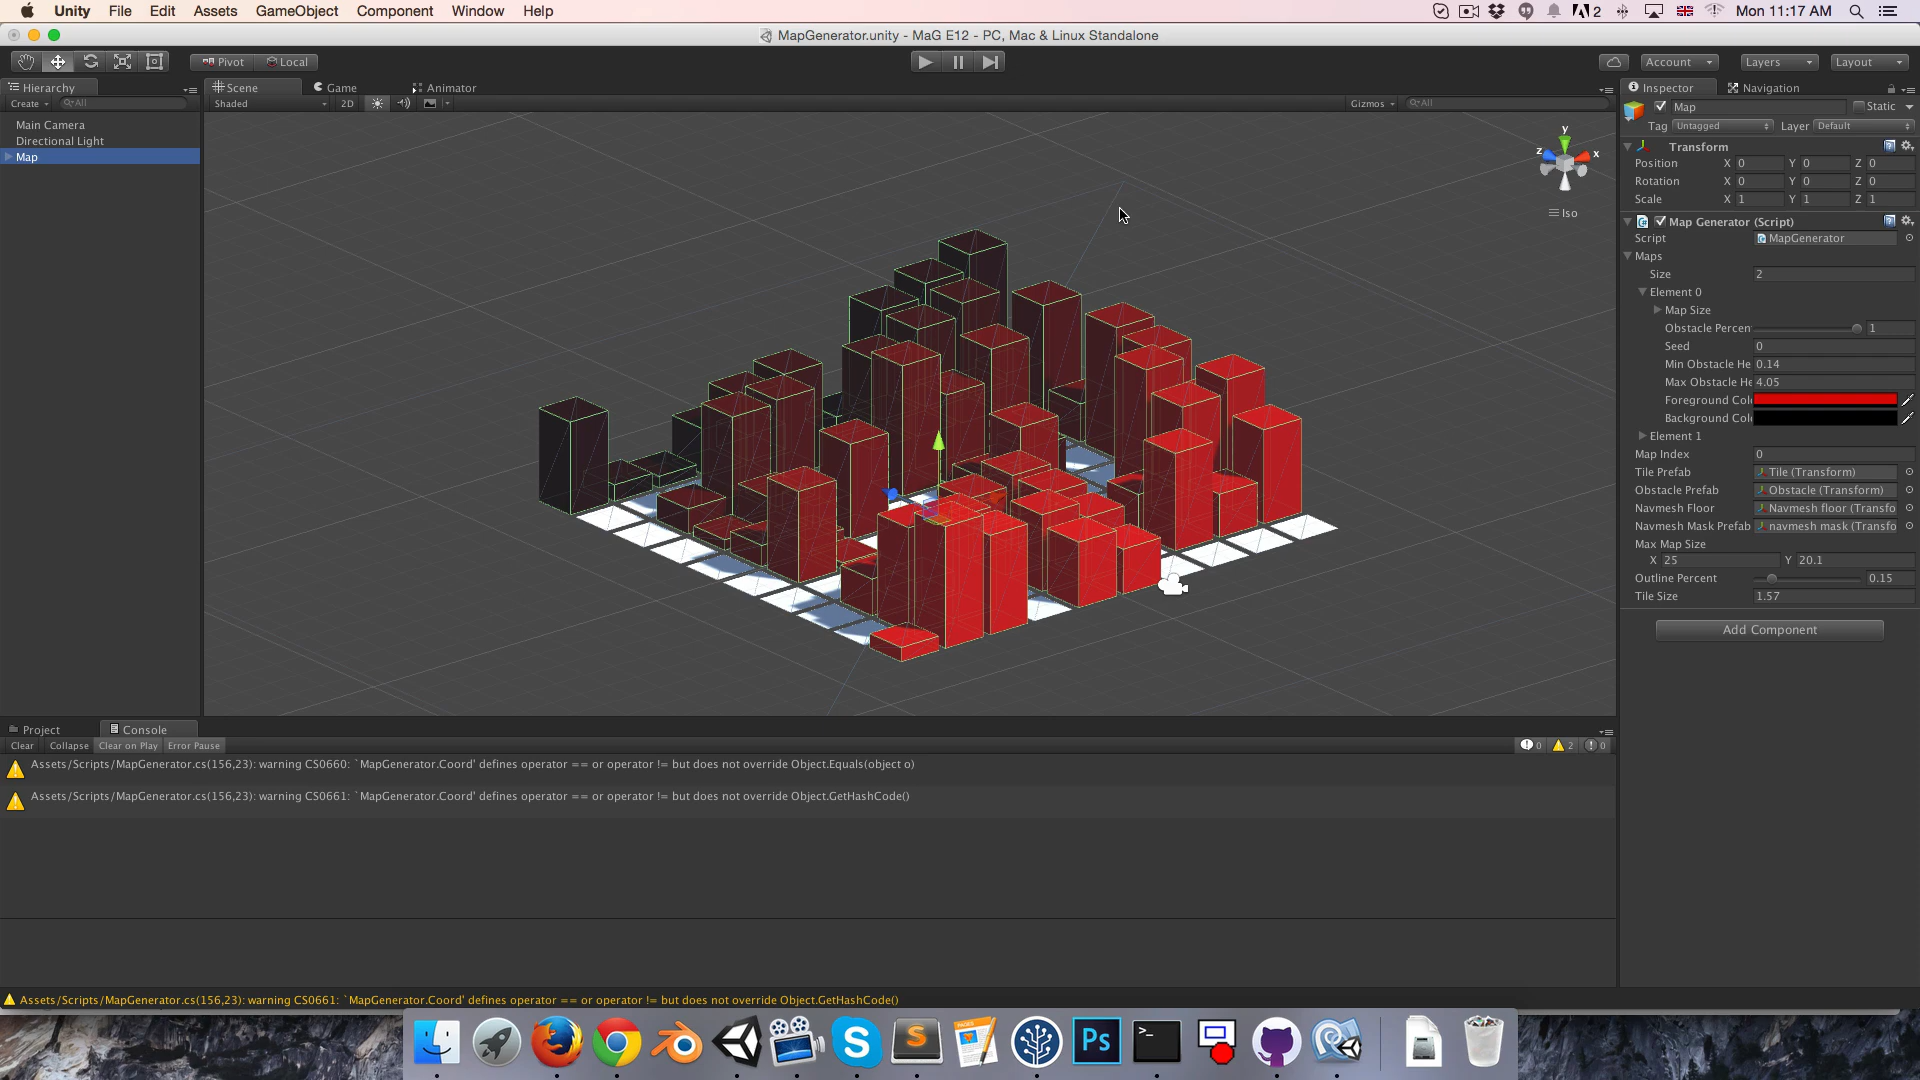 Unity File Edit Assets GameObject Component Window Help
2 Mon 11:17 AM
MapGenerator.unity - MaG E12 - PC, Mac & Linux Standalone
Pivot Local
Account Layers Layout
Hierarchy
Create All
Main Camera
Directional Light
Map
Scene Game Animator
Shaded 2D Gizmos All
y
z x
Iso
Inspector Navigation
Map Static
Tag Untagged Layer Default
Transform
Position X 0 Y 0 Z 0
Rotation X 0 Y 0 Z 0
Scale X 1 Y 1 Z 1
Map Generator (Script)
Script MapGenerator
Maps
Size 2
Element 0
Map Size
Obstacle Percen 1
Seed 0
Min Obstacle He 0.14
Max Obstacle He 4.05
Foreground Colo
Background Colo
Element 1
Map Index 0
Tile Prefab Tile (Transform)
Obstacle Prefab Obstacle (Transform)
Navmesh Floor Navmesh floor (Transfo
Navmesh Mask Prefab navmesh mask (Transfo
Max Map Size
X 25 Y 20.1
Outline Percent 0.15
Tile Size 1.57
Add Component
Project Console
Clear Collapse Clear on Play Error Pause 0 2 0
Assets/Scripts/MapGenerator.cs(156,23): warning CS0660: `MapGenerator.Coord' defines operator == or operator != but does not override Object.Equals(object o)
Assets/Scripts/MapGenerator.cs(156,23): warning CS0661: `MapGenerator.Coord' defines operator == or operator != but does not override Object.GetHashCode()
Assets/Scripts/MapGenerator.cs(156,23): warning CS0661: `MapGenerator.Coord' defines operator == or operator != but does not override Object.GetHashCode()
PAGES
Ps